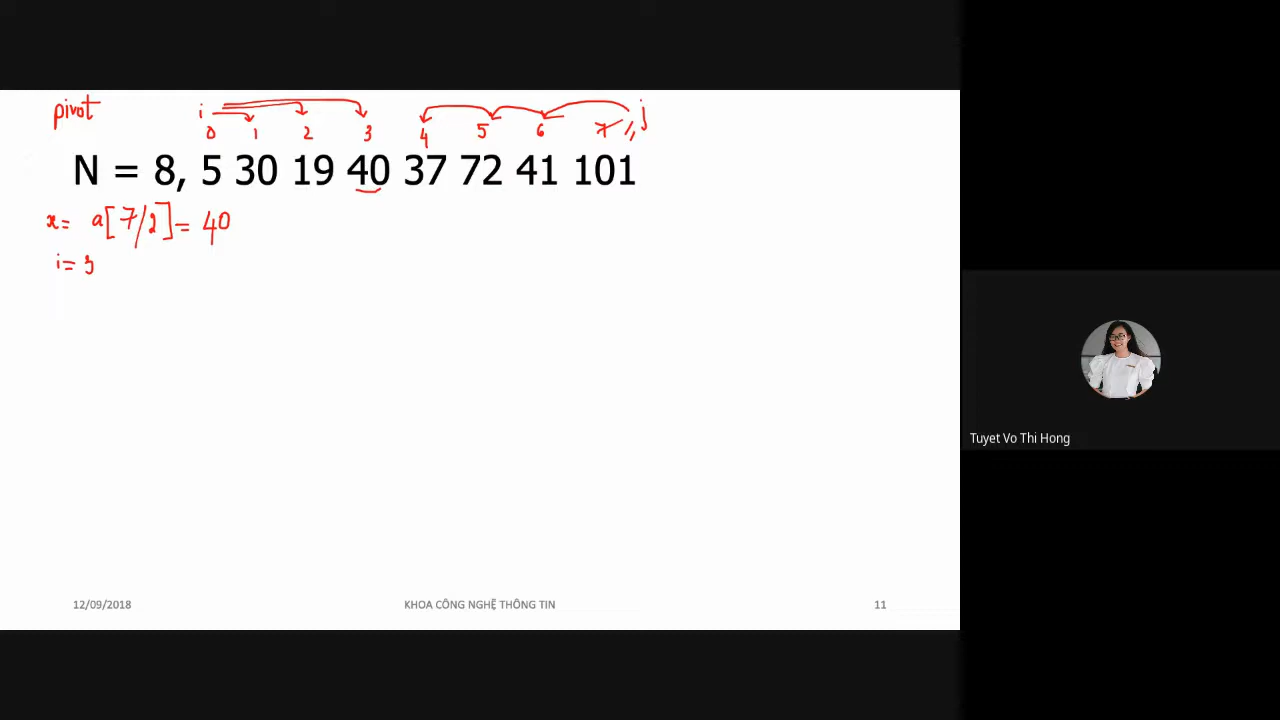 pivot i j
0 1 2 3 4 5 6 7
N = 8, 5 30 19 40 37 72 41 101
x = a[7/2] = 40
i = 3
Tuyet Vo Thi Hong
12/09/2018 KHOA CÔNG NGHỆ THÔNG TIN 11